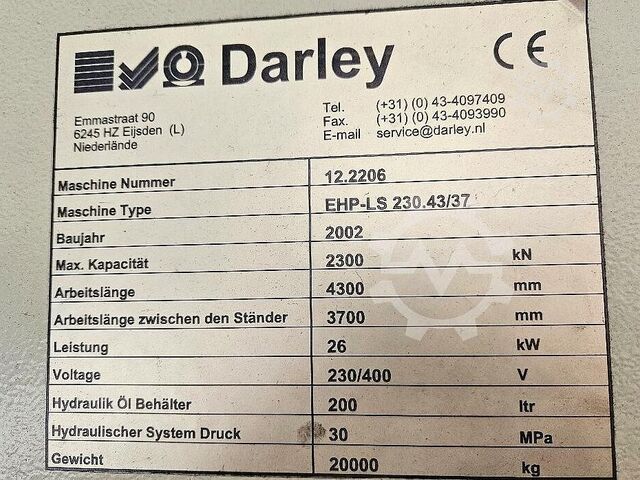 Darley CE
Emmastraat 90
6245 HZ Eijsden (L)
Niederlände
Tel. (+31) (0) 43-4097409
Fax. (+31) (0) 43-4093990
E-mail service@darley.nl
Maschine Nummer 12.2206
Maschine Type EHP-LS 230.43/37
Baujahr 2002
Max. Kapacität 2300 kN
Arbeitslänge 4300 mm
Arbeitslänge zwischen den Ständer 3700 mm
Leistung 26 kW
Voltage 230/400 V
Hydraulik Öl Behälter 200 ltr
Hydraulischer System Druck 30 MPa
Gewicht 20000 kg